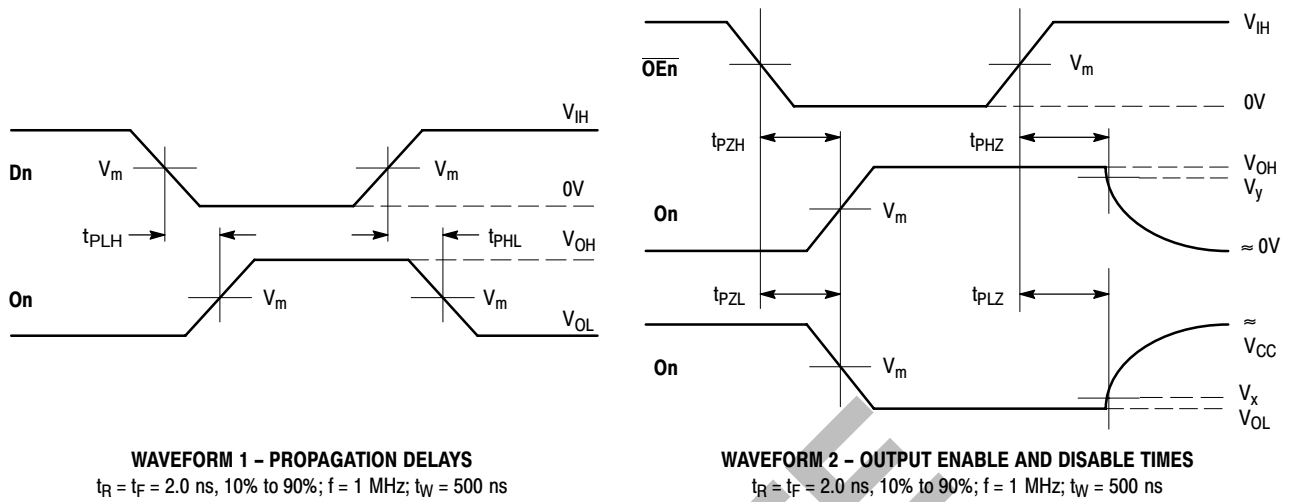 V_IH
Dn
V_m
V_m
0V
t_PLH
t_PHL
V_OH
On
V_m
V_m
V_OL
WAVEFORM 1 – PROPAGATION DELAYS
t_R = t_F = 2.0 ns, 10% to 90%; f = 1 MHz; t_W = 500 ns
V_IH
OEn
V_m
0V
t_PZH
t_PHZ
V_OH
V_y
On
V_m
≈ 0V
t_PZL
t_PLZ
≈
V_CC
On
V_m
V_x
V_OL
WAVEFORM 2 – OUTPUT ENABLE AND DISABLE TIMES
t_R = t_F = 2.0 ns, 10% to 90%; f = 1 MHz; t_W = 500 ns